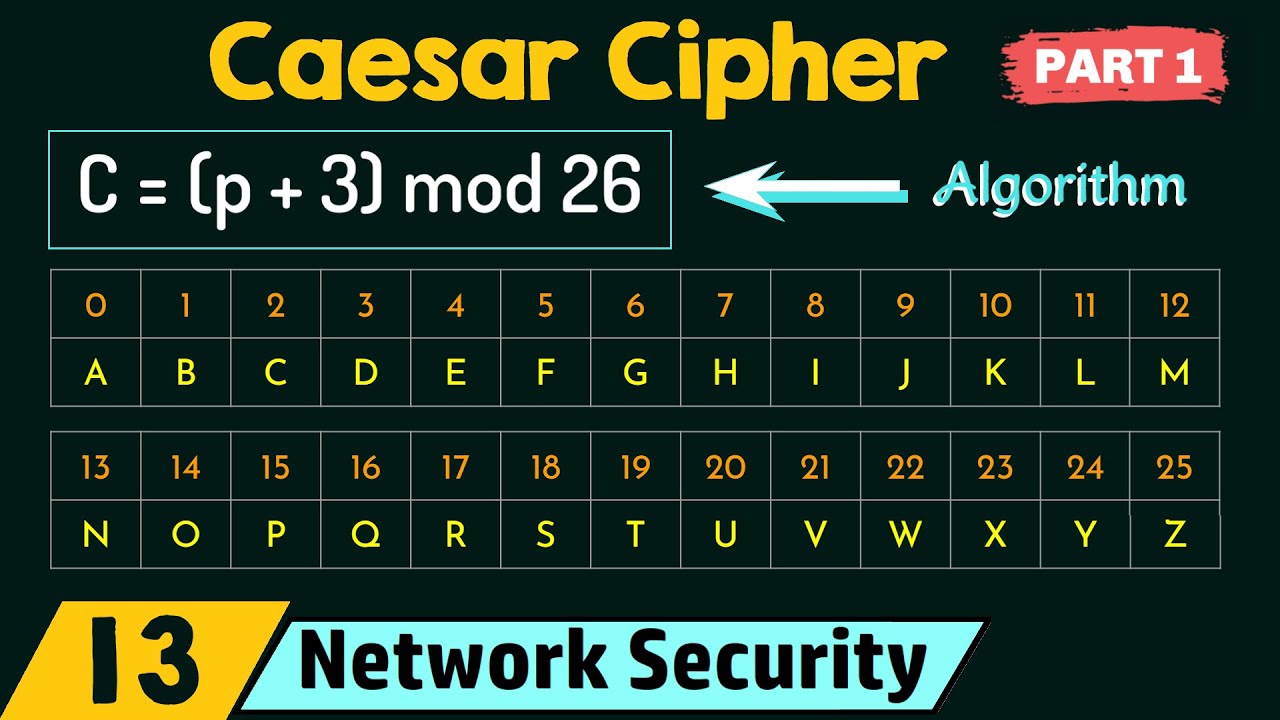 Caesar Cipher
PART 1
C = (p + 3) mod 26
Algorithm
0 1 2 3 4 5 6 7 8 9 10 11 12
A B C D E F G H I J K L M
13 14 15 16 17 18 19 20 21 22 23 24 25
N O P Q R S T U V W X Y Z
13 Network Security